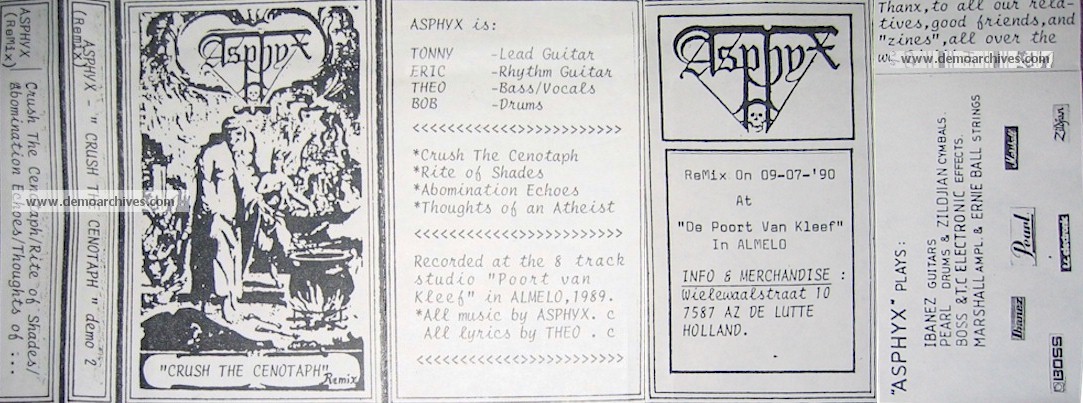 ASPHYX
(ReMix)
Crush The Cenotaph/Rite of Shades/
Abomination Echoes/Thoughts of ...
ASPHYX - " CRUSH THE CENOTAPH " demo 2
(ReMix)
Asphyx
"CRUSH THE CENOTAPH"
Remix
www.demoarchives.com
ASPHYX is:
TONNY -Lead Guitar
ERIC -Rhythm Guitar
THEO -Bass/Vocals
BOB -Drums
<<<<<<<<<<<<<<<<<<<<<<<<<
*Crush The Cenotaph
*Rite of Shades
*Abomination Echoes
*Thoughts of an Atheist
<<<<<<<<<<<<<<<<<<<<<<<<<
Recorded at the 8 track
studio "Poort van
Kleef" in ALMELO,1989.
*All music by ASPHYX. c
All lyrics by THEO . c
<<<<<<<<<<<<<<<<<<<<<<<<<
Asphyx
ReMix On 09-07-'90
At
"De Poort Van Kleef"
In ALMELO
INFO & MERCHANDISE :
Wielewaalstraat 10
7587 AZ DE LUTTE
HOLLAND.
www.demoarchives.com
Thanx,to all our rela-
tives,good friends,and
"zines",all over the
www.demoarchives.com
"ASPHYX" PLAYS:
IBANEZ GUITARS
PEARL DRUMS & ZILDJIAN CYMBALS
BOSS & T.C ELECTRONIC EFFECTS.
MARSHALL AMPL. & ERNIE BALL STRINGS
BOSS
Ibanez
t.c. electronic
Pearl
Zildjian